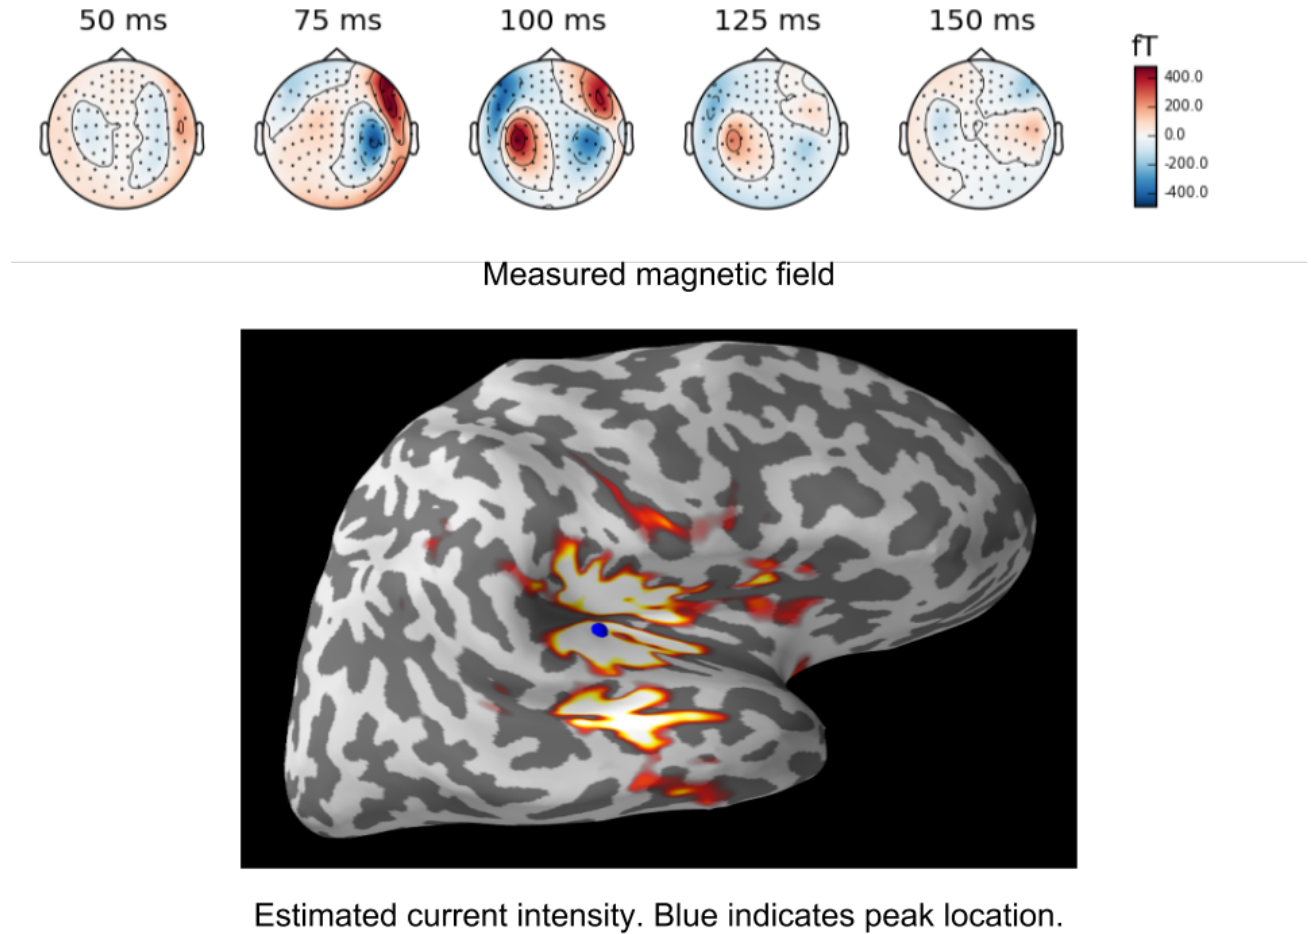 50 ms 75 ms 100 ms 125 ms 150 ms
fT
400.0
200.0
0.0
-200.0
-400.0
Measured magnetic field
Estimated current intensity. Blue indicates peak location.